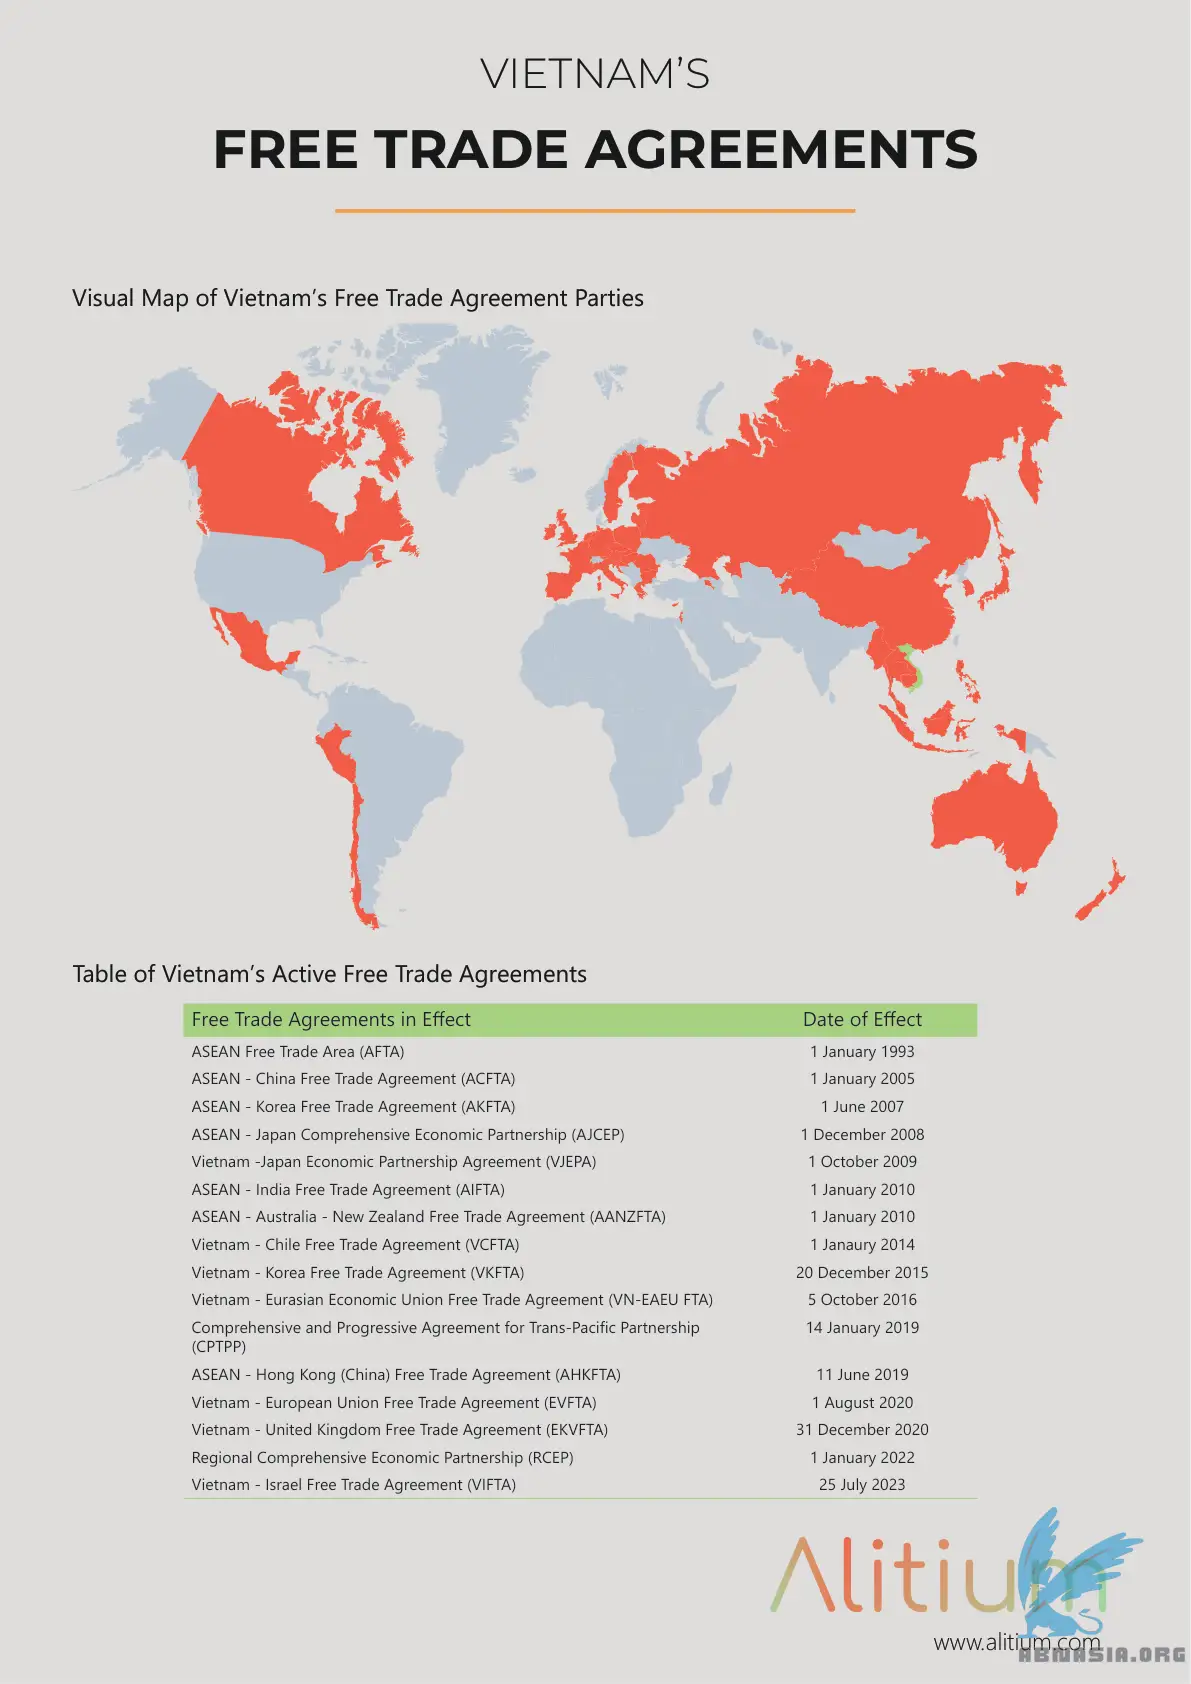 VIETNAM’S
FREE TRADE AGREEMENTS
Visual Map of Vietnam’s Free Trade Agreement Parties
Table of Vietnam’s Active Free Trade Agreements
Free Trade Agreements in Effect Date of Effect
ASEAN Free Trade Area (AFTA) 1 January 1993
ASEAN - China Free Trade Agreement (ACFTA) 1 January 2005
ASEAN - Korea Free Trade Agreement (AKFTA) 1 June 2007
ASEAN - Japan Comprehensive Economic Partnership (AJCEP) 1 December 2008
Vietnam -Japan Economic Partnership Agreement (VJEPA) 1 October 2009
ASEAN - India Free Trade Agreement (AIFTA) 1 January 2010
ASEAN - Australia - New Zealand Free Trade Agreement (AANZFTA) 1 January 2010
Vietnam - Chile Free Trade Agreement (VCFTA) 1 Janaury 2014
Vietnam - Korea Free Trade Agreement (VKFTA) 20 December 2015
Vietnam - Eurasian Economic Union Free Trade Agreement (VN-EAEU FTA) 5 October 2016
Comprehensive and Progressive Agreement for Trans-Pacific Partnership 14 January 2019
(CPTPP)
ASEAN - Hong Kong (China) Free Trade Agreement (AHKFTA) 11 June 2019
Vietnam - European Union Free Trade Agreement (EVFTA) 1 August 2020
Vietnam - United Kingdom Free Trade Agreement (EKVFTA) 31 December 2020
Regional Comprehensive Economic Partnership (RCEP) 1 January 2022
Vietnam - Israel Free Trade Agreement (VIFTA) 25 July 2023
Alitium
www.alitium.com
ABMASIA.ORG